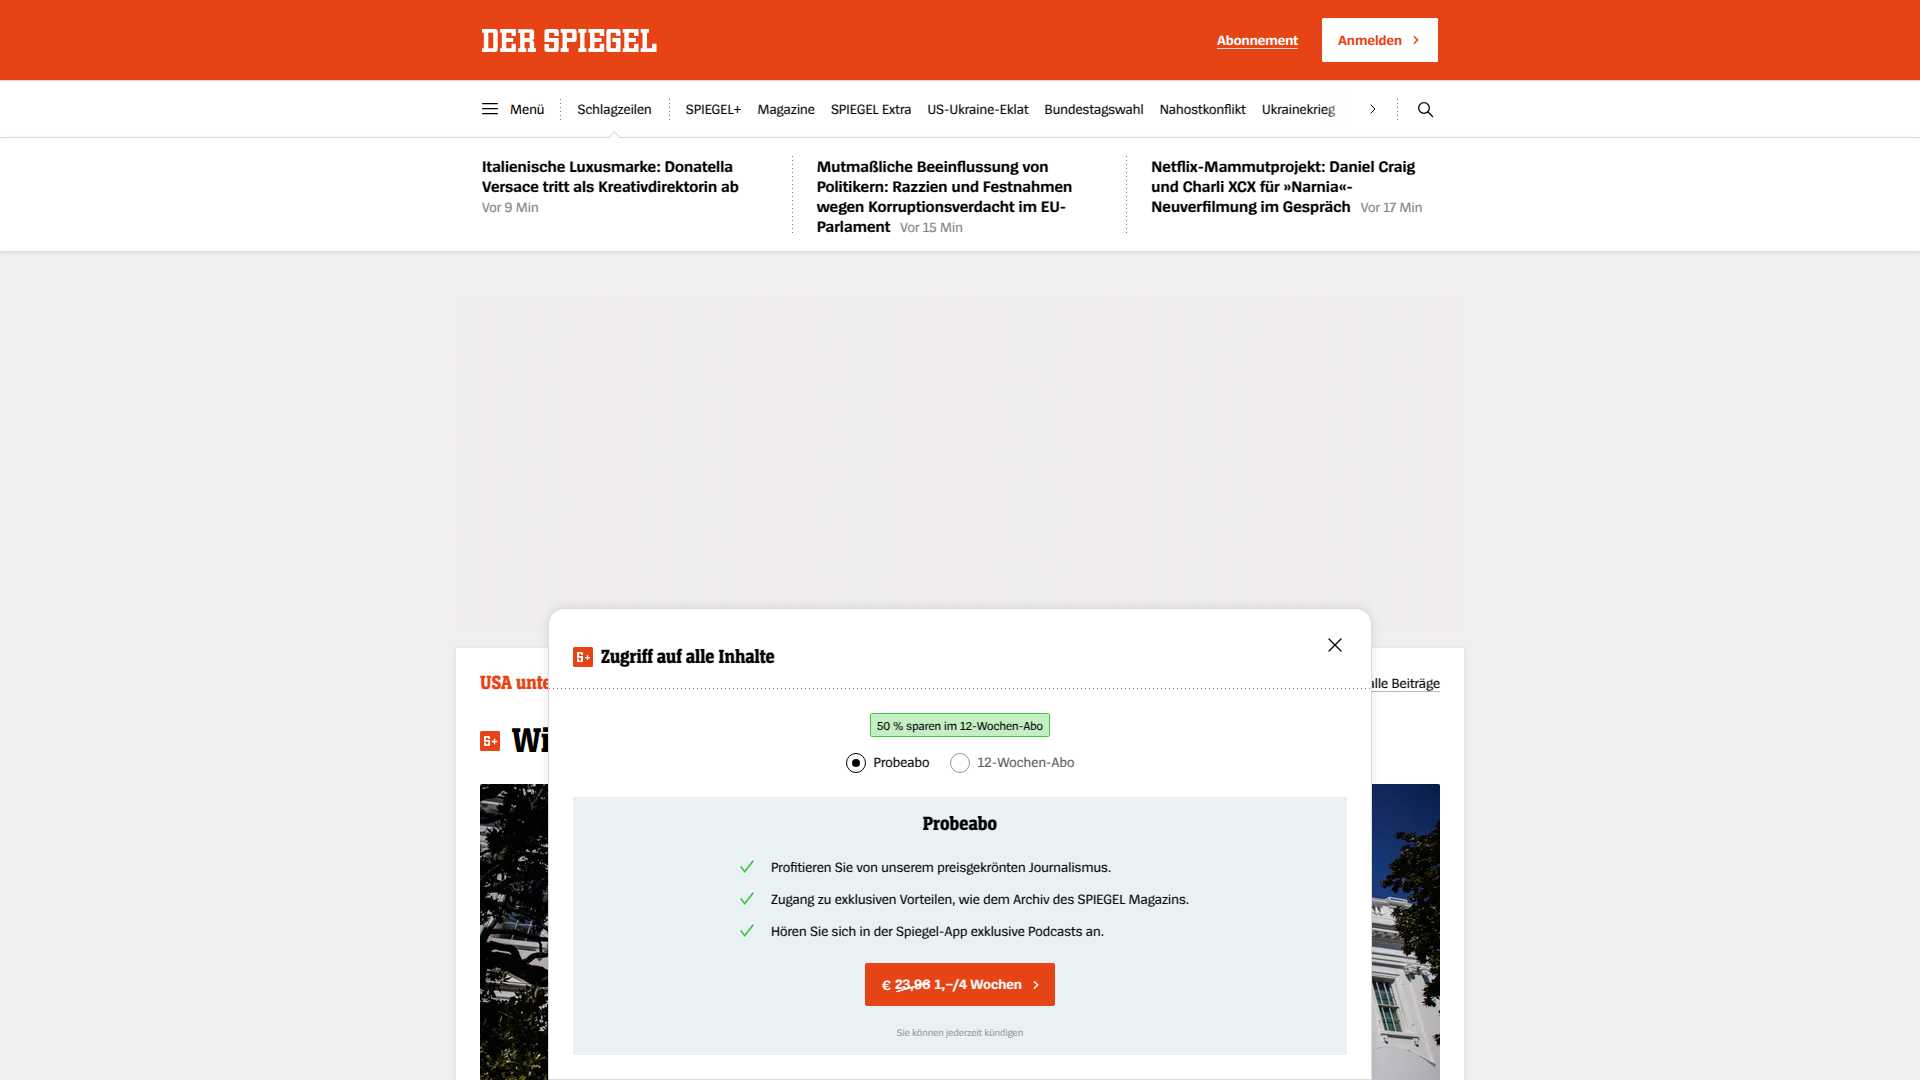 DER SPIEGEL
Abonnement
Anmelden
Menü
Schlagzeilen
SPIEGEL+
Magazine
SPIEGEL Extra
US-Ukraine-Eklat
Bundestagswahl
Nahostkonflikt
Ukrainekrieg
Italienische Luxusmarke: Donatella
Versace tritt als Kreativdirektorin ab
Vor 9 Min
Mutmaßliche Beeinflussung von
Politikern: Razzien und Festnahmen
wegen Korruptionsverdacht im EU-
Parlament Vor 15 Min
Netflix-Mammutprojekt: Daniel Craig
und Charli XCX für »Narnia«-
Neuverfilmung im Gespräch Vor 17 Min
USA unte
alle Beiträge
S+ Wi
S+ Zugriff auf alle Inhalte
50 % sparen im 12-Wochen-Abo
Probeabo
12-Wochen-Abo
Probeabo
Profitieren Sie von unserem preisgekrönten Journalismus.
Zugang zu exklusiven Vorteilen, wie dem Archiv des SPIEGEL Magazins.
Hören Sie sich in der Spiegel-App exklusive Podcasts an.
€ 23,96 1,–/4 Wochen
Sie können jederzeit kündigen